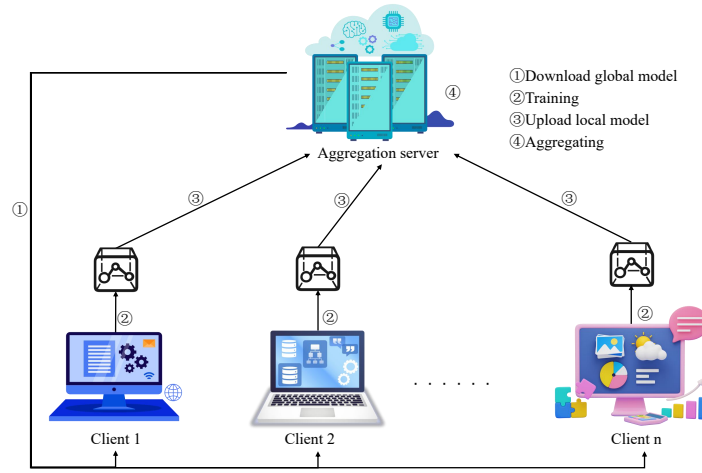 ①Download global model
②Training
③Upload local model
④Aggregating
④
Aggregation server
①
③
③
③
②
②
②
. . . . . .
Client 1
Client 2
Client n